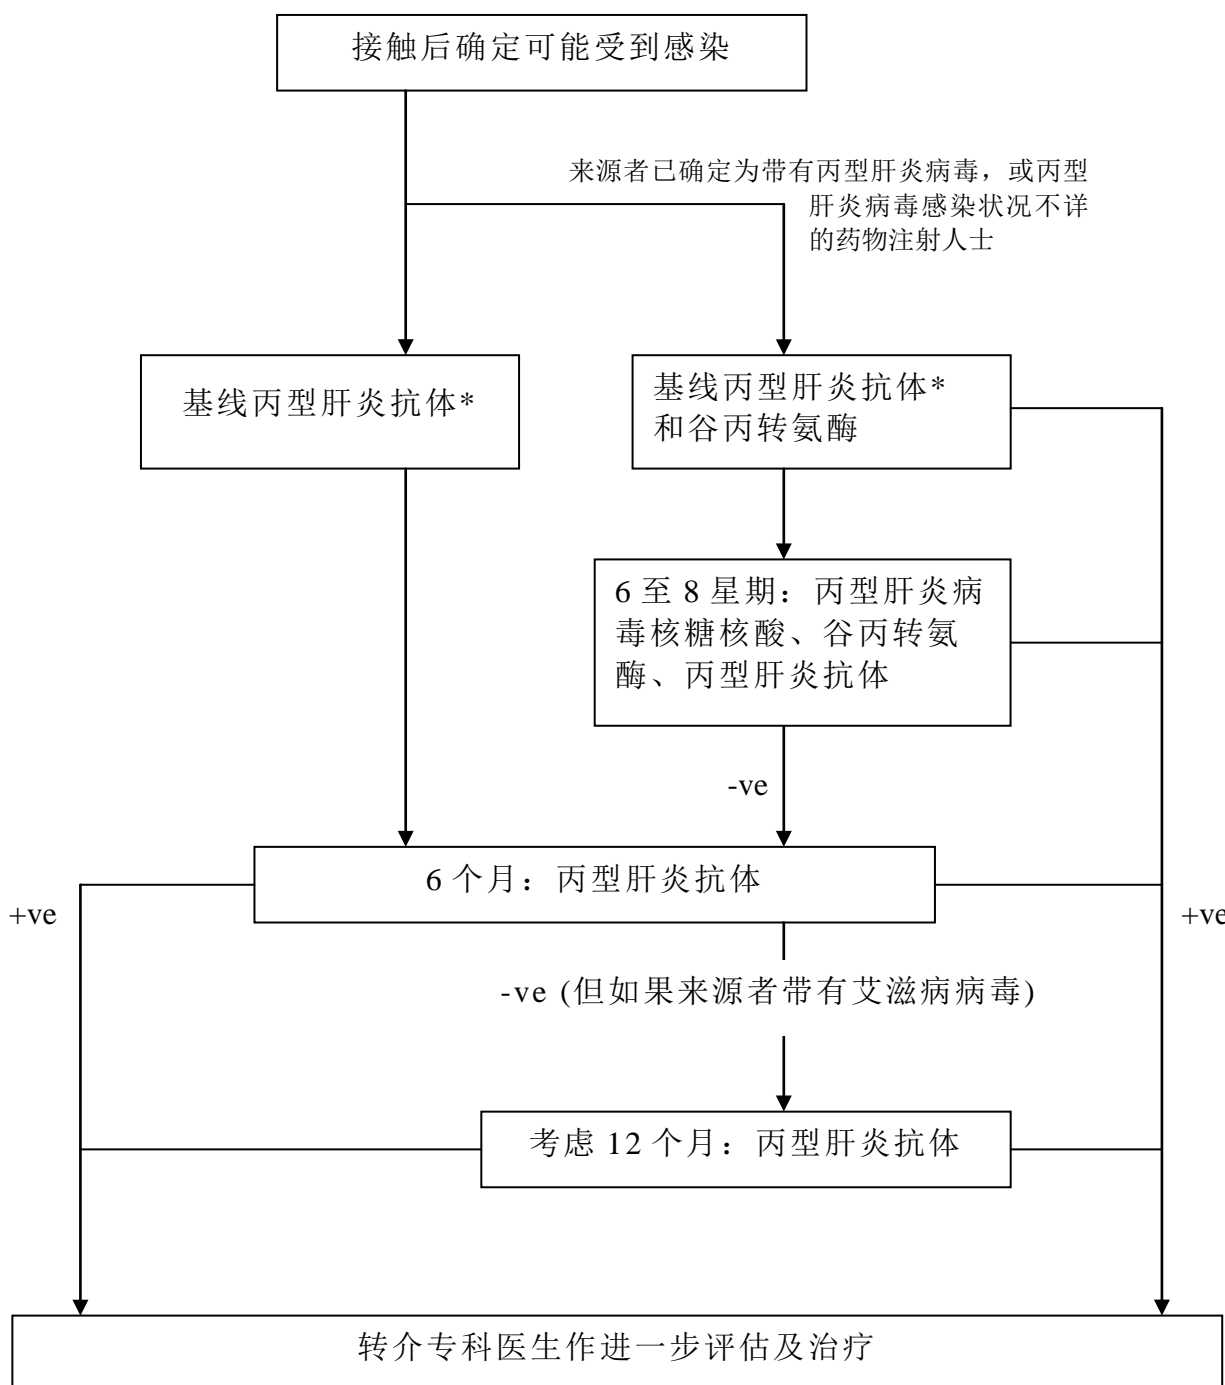 接触后确定可能受到感染
来源者已确定为带有丙型肝炎病毒，或丙型
肝炎病毒感染状况不详
的药物注射人士
基线丙型肝炎抗体*
基线丙型肝炎抗体*
和谷丙转氨酶
6 至 8 星期：丙型肝炎病
毒核糖核酸、谷丙转氨
酶、丙型肝炎抗体
-ve
6 个月：丙型肝炎抗体
+ve
+ve
-ve (但如果来源者带有艾滋病病毒)
考虑 12 个月：丙型肝炎抗体
转介专科医生作进一步评估及治疗